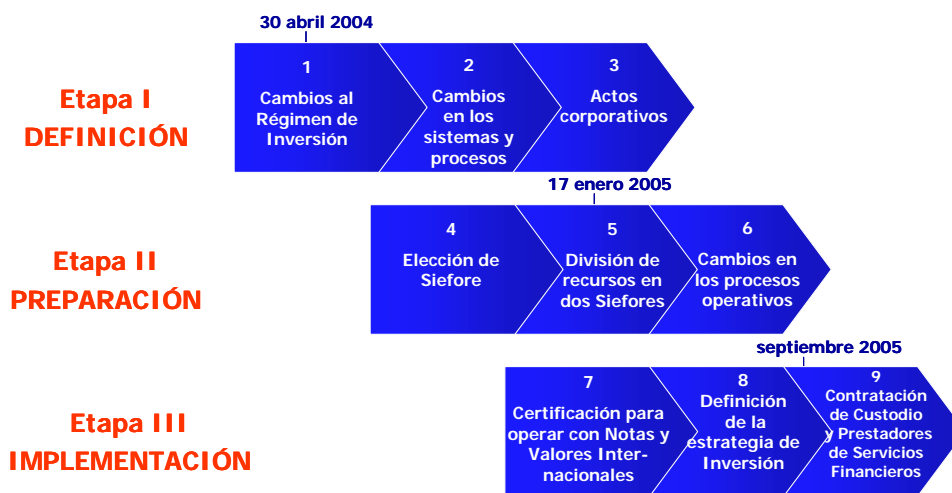 30 abril 2004
Etapa I
DEFINICIÓN
1
Cambios al
Régimen de
Inversión
2
Cambios
en los
sistemas y
procesos
3
Actos
corporativos
17 enero 2005
Etapa II
PREPARACIÓN
4
Elección de
Siefore
5
División de
recursos en
dos Siefores
6
Cambios en
los procesos
operativos
septiembre 2005
Etapa III
IMPLEMENTACIÓN
7
Certificación para
operar con Notas y
Valores Inter-
nacionales
8
Definición
de la
estrategia de
Inversión
9
Contratación
de Custodio
y Prestadores
de Servicios
Financieros